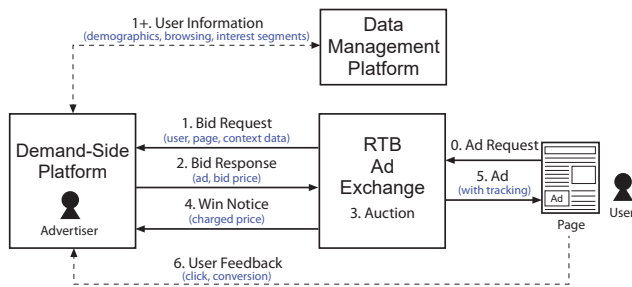 1+. User Information
(demographics, browsing, interest segments)
Data
Management
Platform
Demand-Side
Platform
Advertiser
1. Bid Request
(user, page, context data)
2. Bid Response
(ad, bid price)
4. Win Notice
(charged price)
RTB
Ad
Exchange
3. Auction
0. Ad Request
5. Ad
(with tracking)
Ad
Page
User
6. User Feedback
(click, conversion)